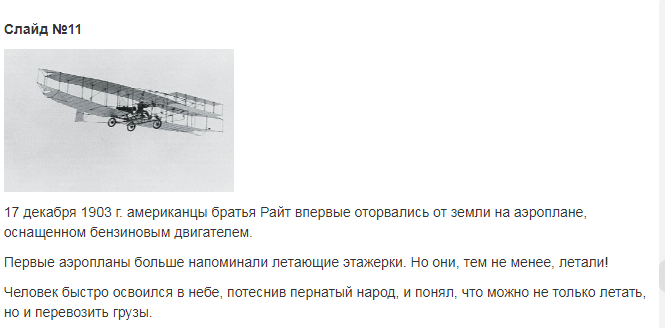 Слайд №11
17 декабря 1903 г. американцы братья Райт впервые оторвались от земли на аэроплане,
оснащенном бензиновым двигателем.
Первые аэропланы больше напоминали летающие этажерки. Но они, тем не менее, летали!
Человек быстро освоился в небе, потеснив пернатый народ, и понял, что можно не только летать,
но и перевозить грузы.